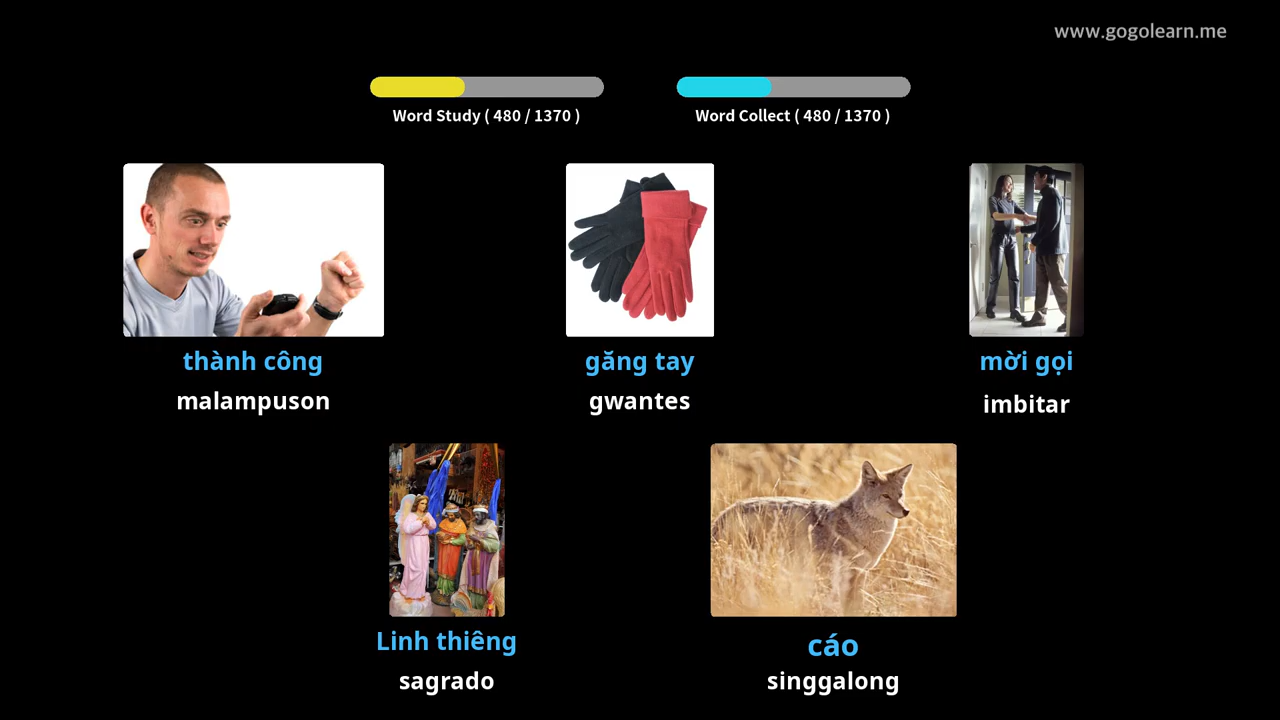 www.gogolearn.me
Word Study ( 480 / 1370 )
Word Collect ( 480 / 1370 )
thành công
malampuson
găng tay
gwantes
mời gọi
imbitar
Linh thiêng
sagrado
cáo
singgalong